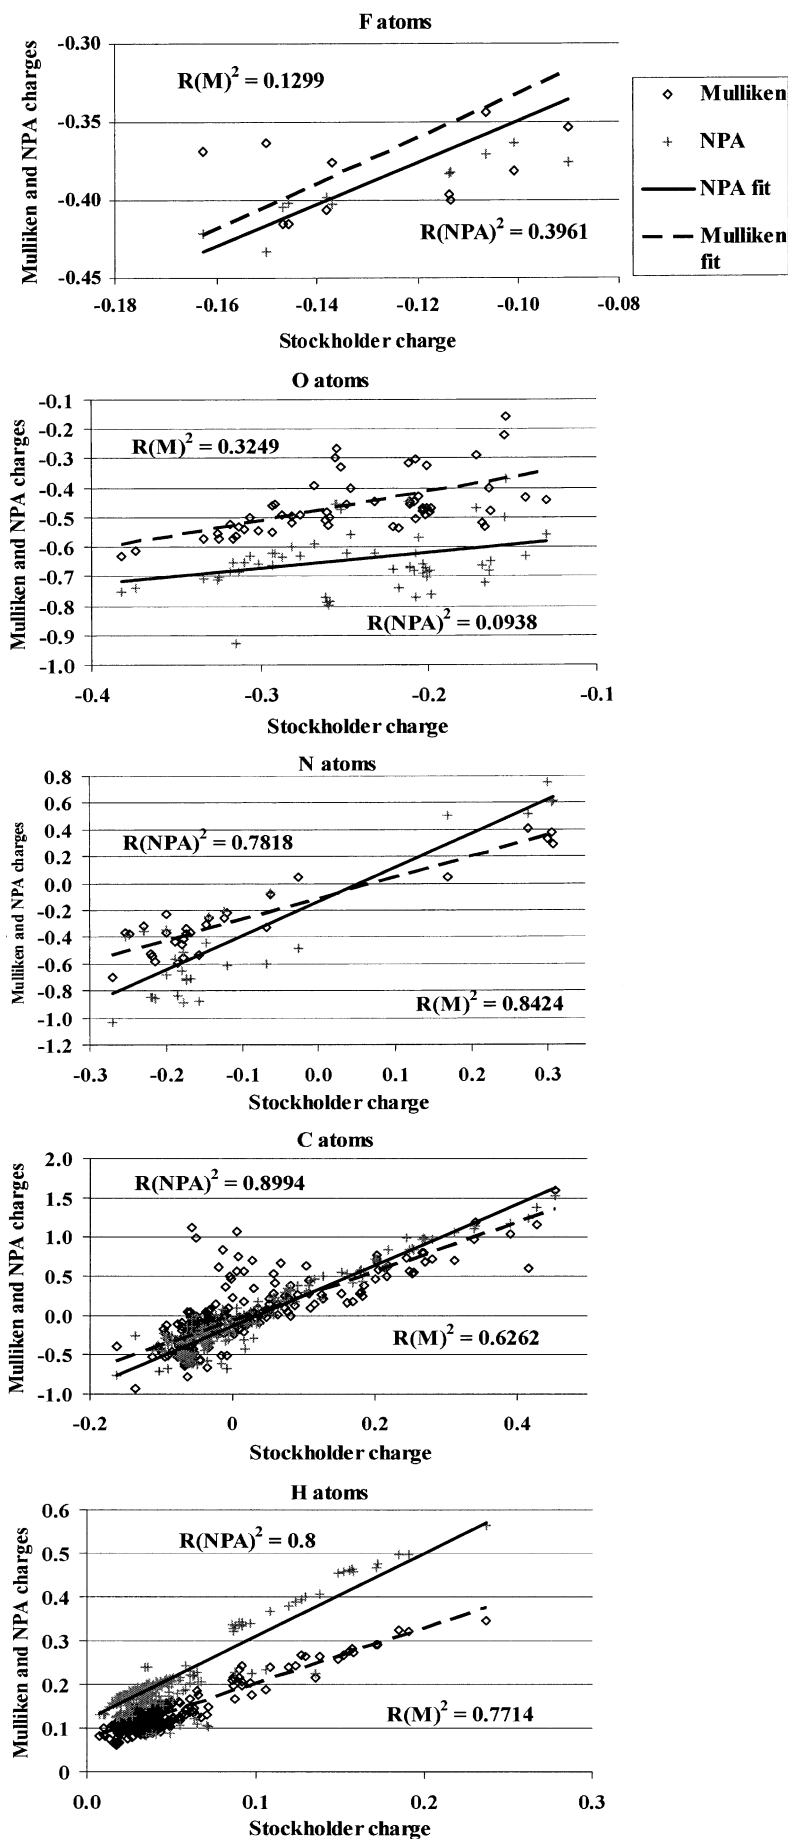 F atoms
-0.30
-0.35
-0.40
-0.45
Mulliken and NPA charges
R(M)² = 0.1299
R(NPA)² = 0.3961
-0.18 -0.16 -0.14 -0.12 -0.10 -0.08
Stockholder charge
Mulliken
NPA
NPA fit
Mulliken
fit
O atoms
-0.1
-0.2
-0.3
-0.4
-0.5
-0.6
-0.7
-0.8
-0.9
-1.0
Mulliken and NPA charges
R(M)² = 0.3249
R(NPA)² = 0.0938
-0.4 -0.3 -0.2 -0.1
Stockholder charge
N atoms
0.8
0.6
0.4
0.2
0.0
-0.2
-0.4
-0.6
-0.8
-1.0
-1.2
Mulliken and NPA charges
R(NPA)² = 0.7818
R(M)² = 0.8424
-0.3 -0.2 -0.1 0.0 0.1 0.2 0.3
Stockholder charge
C atoms
2.0
1.5
1.0
0.5
0.0
-0.5
-1.0
Mulliken and NPA charges
R(NPA)² = 0.8994
R(M)² = 0.6262
-0.2 0 0.2 0.4
Stockholder charge
H atoms
0.6
0.5
0.4
0.3
0.2
0.1
0
Mulliken and NPA charges
R(NPA)² = 0.8
R(M)² = 0.7714
0.0 0.1 0.2 0.3
Stockholder charge